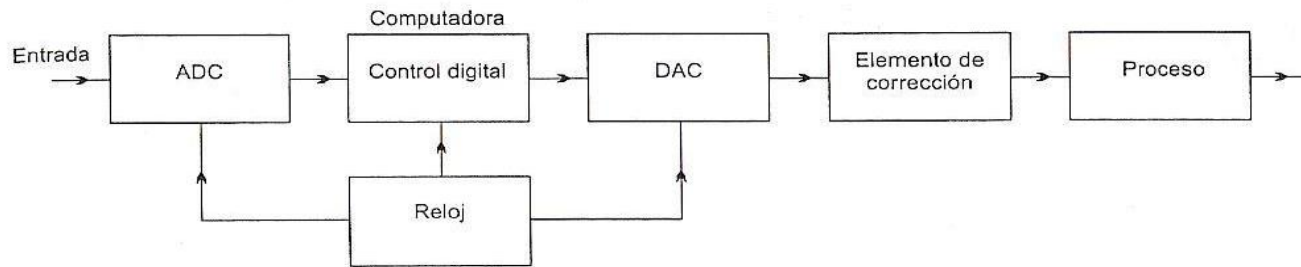 Computadora
Entrada
ADC
Control digital
DAC
Elemento de
corrección
Proceso
Reloj